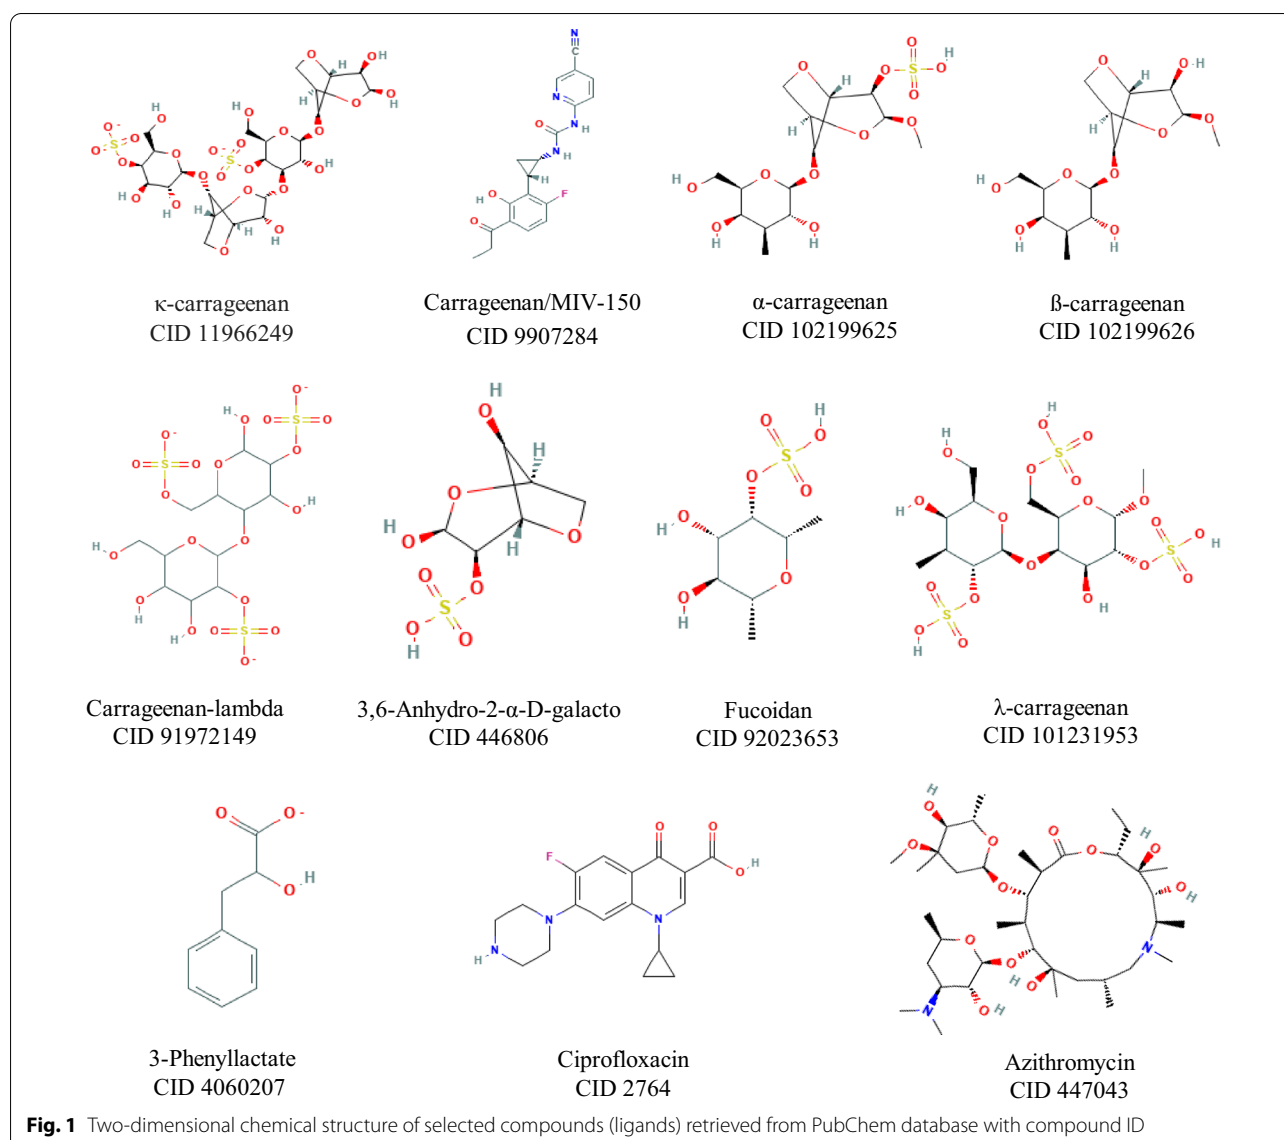 κ-carrageenan
CID 11966249
Carrageenan/MIV-150
CID 9907284
α-carrageenan
CID 102199625
ß-carrageenan
CID 102199626
Carrageenan-lambda
CID 91972149
3,6-Anhydro-2-α-D-galacto
CID 446806
Fucoidan
CID 92023653
λ-carrageenan
CID 101231953
3-Phenyllactate
CID 4060207
Ciprofloxacin
CID 2764
Azithromycin
CID 447043
Fig. 1 Two-dimensional chemical structure of selected compounds (ligands) retrieved from PubChem database with compound ID